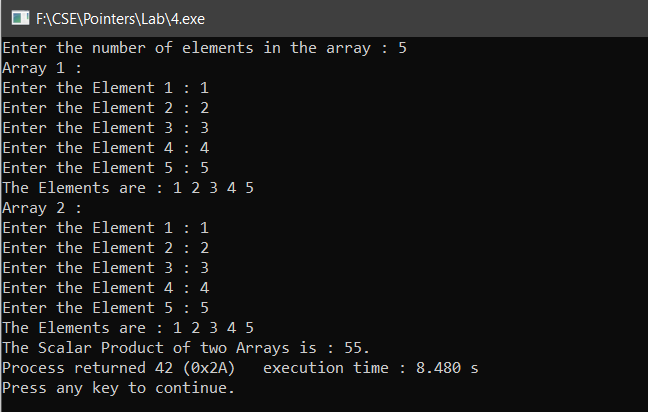 F:\CSE\Pointers\Lab\4.exe
Enter the number of elements in the array : 5
Array 1 :
Enter the Element 1 : 1
Enter the Element 2 : 2
Enter the Element 3 : 3
Enter the Element 4 : 4
Enter the Element 5 : 5
The Elements are : 1 2 3 4 5
Array 2 :
Enter the Element 1 : 1
Enter the Element 2 : 2
Enter the Element 3 : 3
Enter the Element 4 : 4
Enter the Element 5 : 5
The Elements are : 1 2 3 4 5
The Scalar Product of two Arrays is : 55.
Process returned 42 (0x2A)   execution time : 8.480 s
Press any key to continue.